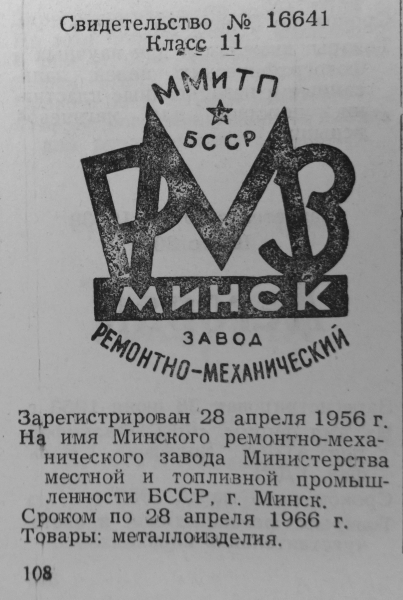 Свидетельство № 16641
Класс 11
ММиТП
БССР
РМЗ
МИНСК
ЗАВОД
РЕМОНТНО-МЕХАНИЧЕСКИЙ
Зарегистрирован 28 апреля 1956 г.
На имя Минского ремонтно-меха-
нического завода Министерства
местной и топливной промыш-
ленности БССР, г. Минск.
Сроком по 28 апреля 1966 г.
Товары: металлоизделия.
108